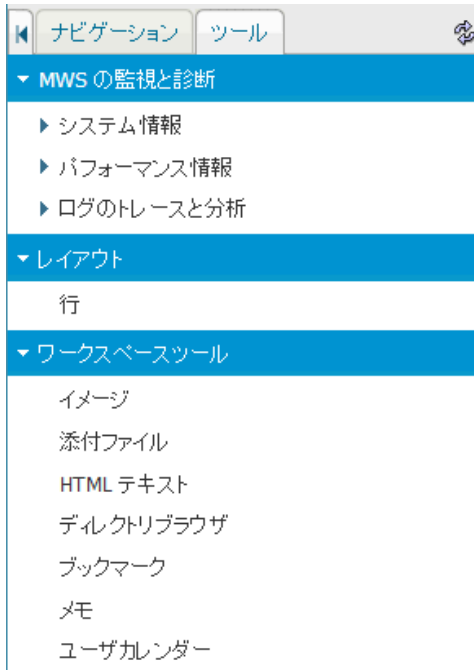 ナビゲーション ツール
MWS の監視と診断
システム情報
パフォーマンス情報
ログのトレースと分析
レイアウト
行
ワークスペースツール
イメージ
添付ファイル
HTML テキスト
ディレクトリブラウザ
ブックマーク
メモ
ユーザカレンダー